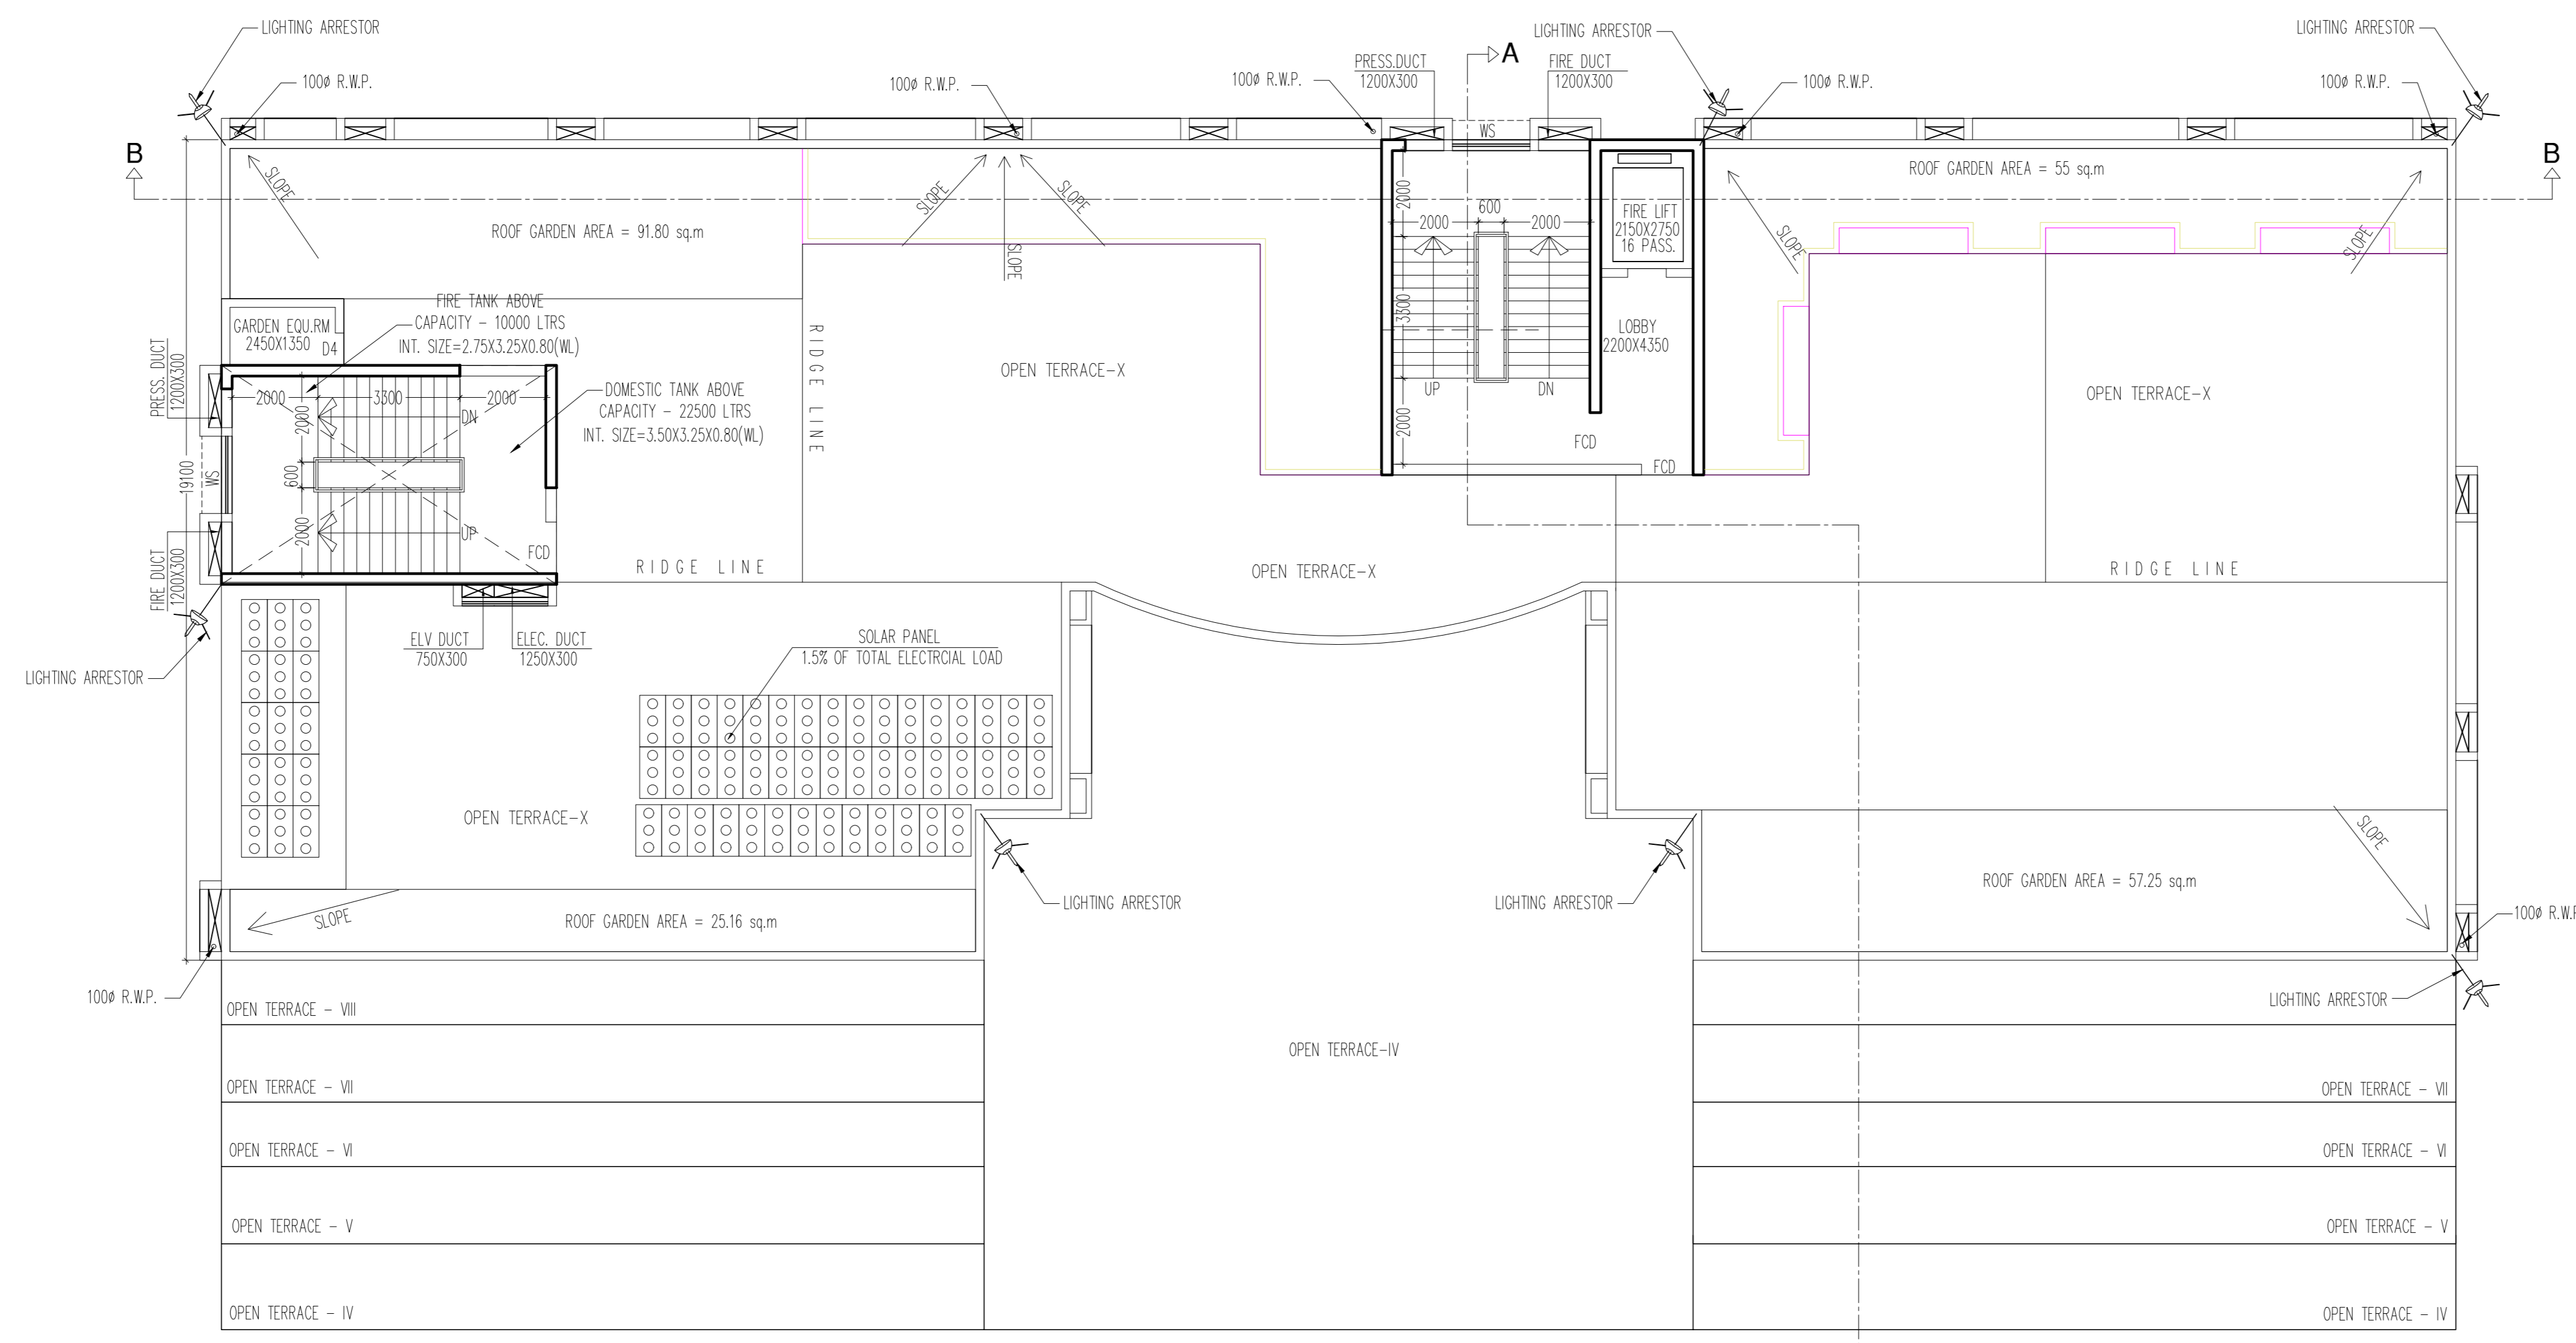 LIGHTING ARRESTOR
LIGHTING ARRESTOR
LIGHTING ARRESTOR
A
100ø R.W.P.
100ø R.W.P.
100ø R.W.P.
PRESS.DUCT
1200X300
FIRE DUCT
1200X300
100ø R.W.P.
100ø R.W.P.
WS
B
B
SLOPE
SLOPE
SLOPE
SLOPE
ROOF GARDEN AREA = 91.80 sq.m
2000
600
2000
2000
FIRE LIFT
2150X2750
16 PASS.
ROOF GARDEN AREA = 55 sq.m
SLOPE
SLOPE
FIRE TANK ABOVE
CAPACITY - 10000 LTRS
INT. SIZE=2.75X3.25X0.80(WL)
GARDEN EQU.RM
2450X1350
D4
RIDGE LINE
OPEN TERRACE-X
3300
LOBBY
2200X4350
UP
DN
2000
FCD
FCD
OPEN TERRACE-X
PRESS. DUCT
1200X300
2000
3300
2000
2000
DN
DOMESTIC TANK ABOVE
CAPACITY - 22500 LTRS
INT. SIZE=3.50X3.25X0.80(WL)
19100
WS
600
2000
UP
FCD
FIRE DUCT
1200X300
RIDGE LINE
OPEN TERRACE-X
RIDGE LINE
ELV DUCT
750X300
ELEC. DUCT
1250X300
SOLAR PANEL
1.5% OF TOTAL ELECTRCIAL LOAD
LIGHTING ARRESTOR
OPEN TERRACE-X
SLOPE
ROOF GARDEN AREA = 25.16 sq.m
LIGHTING ARRESTOR
LIGHTING ARRESTOR
ROOF GARDEN AREA = 57.25 sq.m
SLOPE
100ø R.W.P
100ø R.W.P.
LIGHTING ARRESTOR
OPEN TERRACE - VIII
OPEN TERRACE-IV
OPEN TERRACE - VII
OPEN TERRACE - VII
OPEN TERRACE - VI
OPEN TERRACE - VI
OPEN TERRACE - V
OPEN TERRACE - V
OPEN TERRACE - IV
OPEN TERRACE - IV